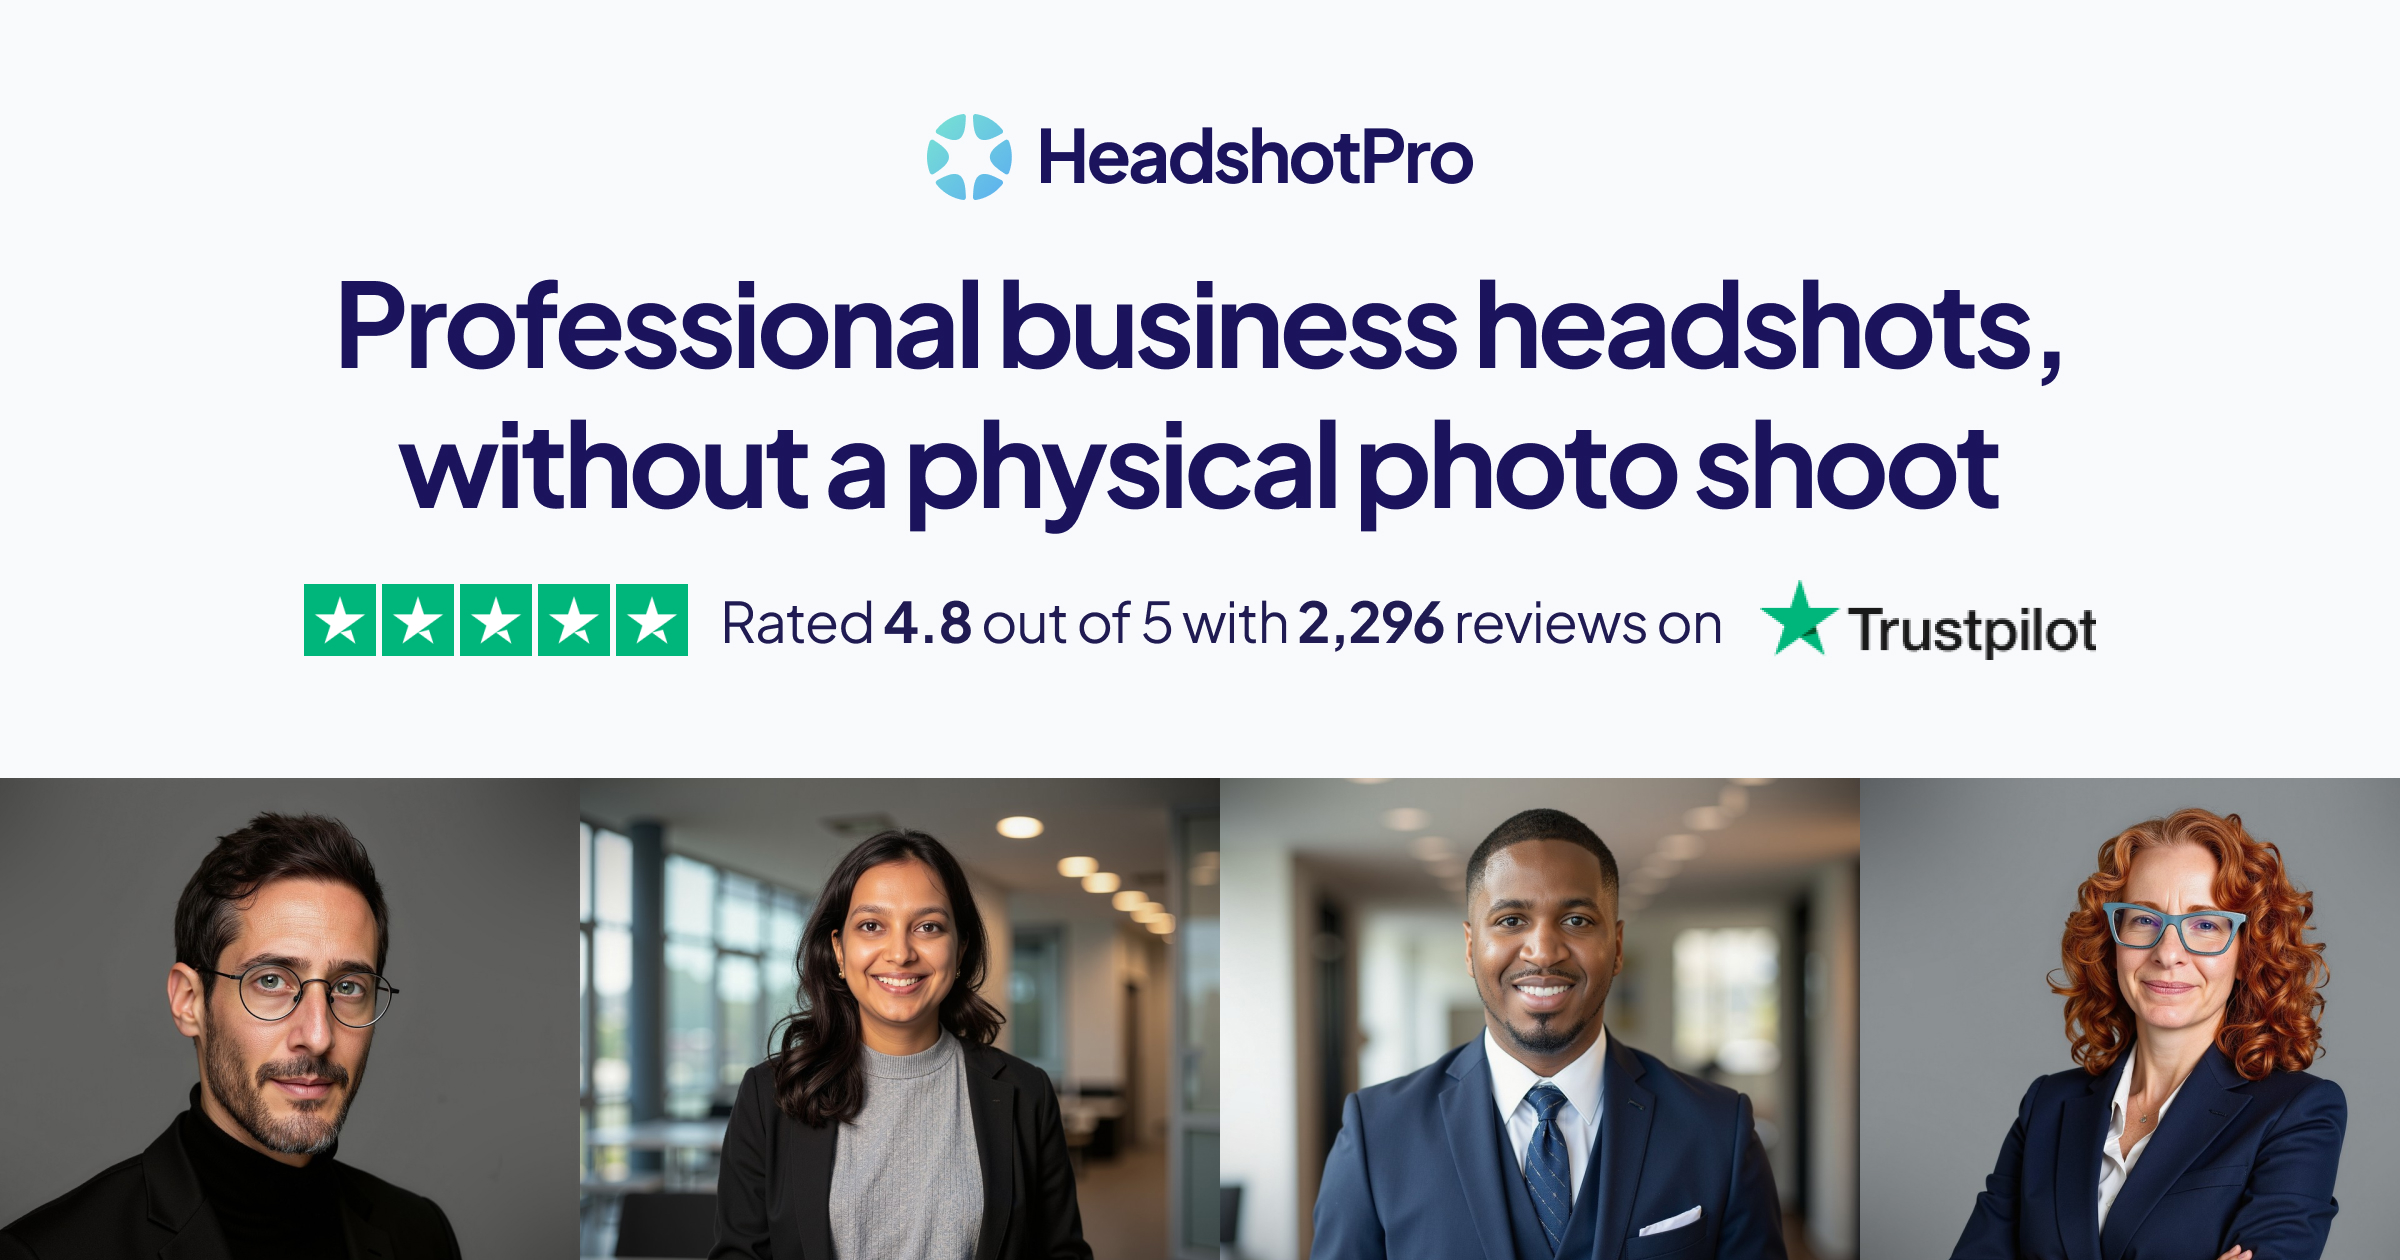 HeadshotPro
Professional business headshots,
without a physical photo shoot
Rated 4.8 out of 5 with 2,296 reviews on Trustpilot